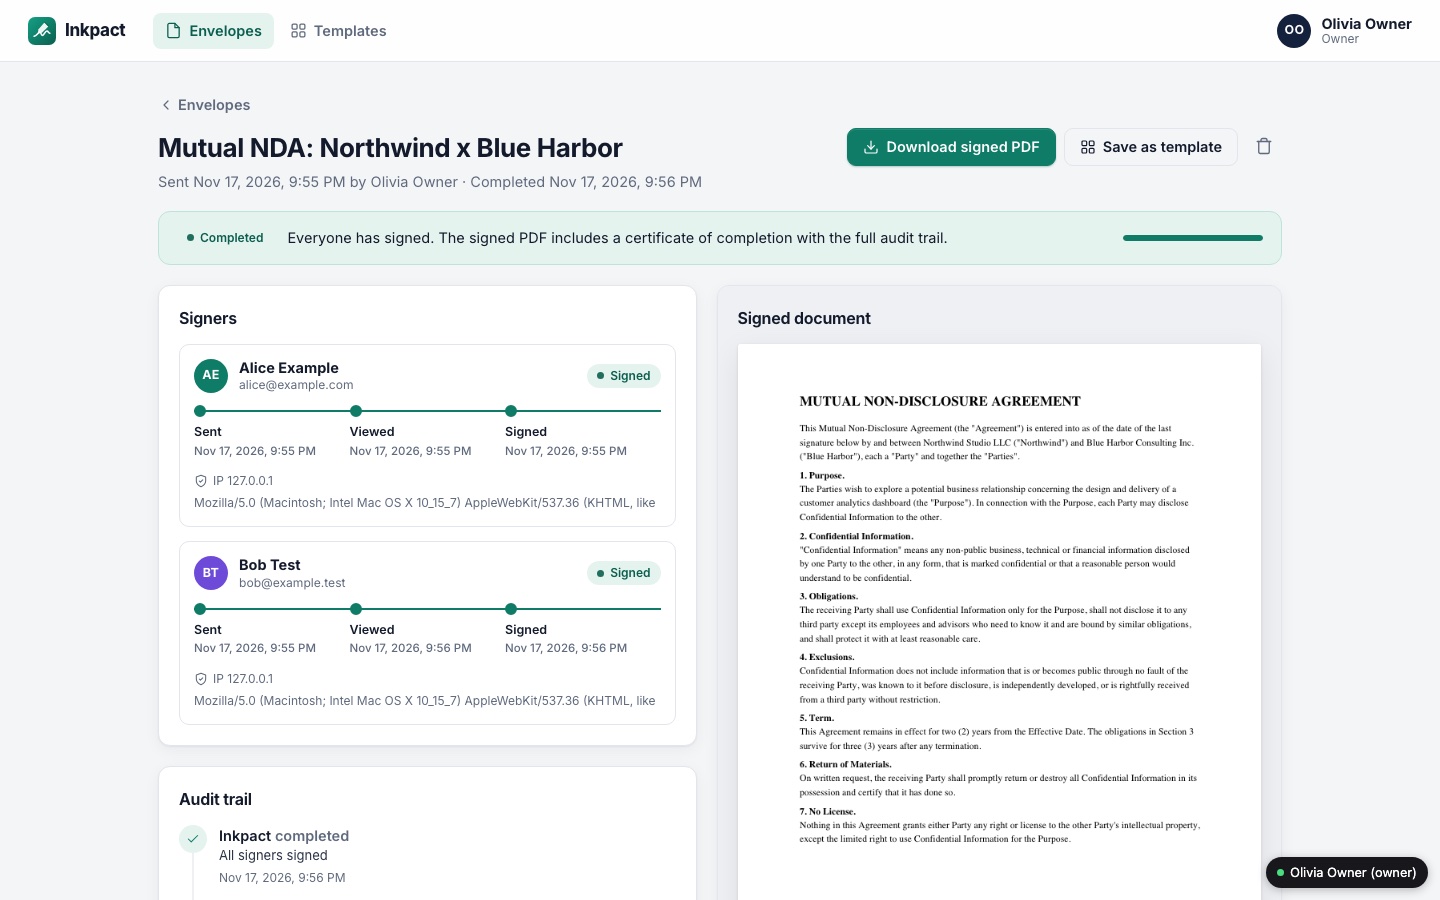 Inkpact
Envelopes
Templates
OO
Olivia Owner
Owner
Envelopes
Mutual NDA: Northwind x Blue Harbor
Download signed PDF
Save as template
Sent Nov 17, 2026, 9:55 PM by Olivia Owner · Completed Nov 17, 2026, 9:56 PM
Completed
Everyone has signed. The signed PDF includes a certificate of completion with the full audit trail.
Signers
AE
Alice Example
alice@example.com
Signed
Sent
Viewed
Signed
Nov 17, 2026, 9:55 PM
Nov 17, 2026, 9:55 PM
Nov 17, 2026, 9:55 PM
IP 127.0.0.1
Mozilla/5.0 (Macintosh; Intel Mac OS X 10_15_7) AppleWebKit/537.36 (KHTML, like
BT
Bob Test
bob@example.test
Signed
Sent
Viewed
Signed
Nov 17, 2026, 9:55 PM
Nov 17, 2026, 9:56 PM
Nov 17, 2026, 9:56 PM
IP 127.0.0.1
Mozilla/5.0 (Macintosh; Intel Mac OS X 10_15_7) AppleWebKit/537.36 (KHTML, like
Audit trail
Inkpact completed
All signers signed
Nov 17, 2026, 9:56 PM
Signed document
MUTUAL NON-DISCLOSURE AGREEMENT
This Mutual Non-Disclosure Agreement (the "Agreement") is entered into as of the date of the last
signature below by and between Northwind Studio LLC ("Northwind") and Blue Harbor Consulting Inc.
("Blue Harbor"), each a "Party" and together the "Parties".
1. Purpose.
The Parties wish to explore a potential business relationship concerning the design and delivery of a
customer analytics dashboard (the "Purpose"). In connection with the Purpose, each Party may disclose
Confidential Information to the other.
2. Confidential Information.
"Confidential Information" means any non-public business, technical or financial information disclosed
by one Party to the other, in any form, that is marked confidential or that a reasonable person would
understand to be confidential.
3. Obligations.
The receiving Party shall use Confidential Information only for the Purpose, shall not disclose it to any
third party except its employees and advisors who need to know it and are bound by similar obligations,
and shall protect it with at least reasonable care.
4. Exclusions.
Confidential Information does not include information that is or becomes public through no fault of the
receiving Party, was known to it before disclosure, is independently developed, or is rightfully received
from a third party without restriction.
5. Term.
This Agreement remains in effect for two (2) years from the Effective Date. The obligations in Section 3
survive for three (3) years after any termination.
6. Return of Materials.
On written request, the receiving Party shall promptly return or destroy all Confidential Information in its
possession and certify that it has done so.
7. No License.
Nothing in this Agreement grants either Party any right or license to the other Party's intellectual property,
except the limited right to use Confidential Information for the Purpose.
Olivia Owner (owner)